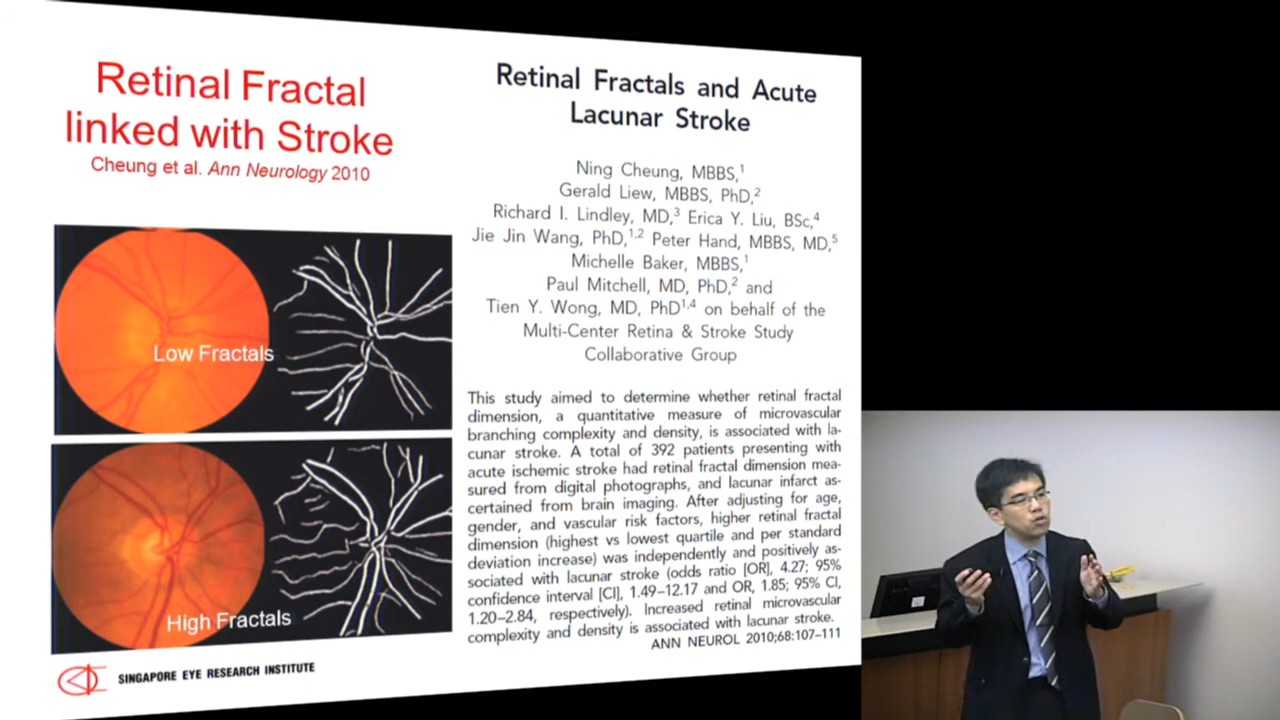 Retinal Fractal
linked with Stroke
Cheung et al. Ann Neurology 2010
Low Fractals
High Fractals
SINGAPORE EYE RESEARCH INSTITUTE
Retinal Fractals and Acute
Lacunar Stroke
Ning Cheung, MBBS,¹
Gerald Liew, MBBS, PhD,²
Richard I. Lindley, MD,³ Erica Y. Liu, BSc,⁴
Jie Jin Wang, PhD,¹,² Peter Hand, MBBS, MD,⁵
Michelle Baker, MBBS,¹
Paul Mitchell, MD, PhD,² and
Tien Y. Wong, MD, PhD¹,⁴ on behalf of the
Multi-Center Retina & Stroke Study
Collaborative Group
This study aimed to determine whether retinal fractal
dimension, a quantitative measure of microvascular
branching complexity and density, is associated with la-
cunar stroke. A total of 392 patients presenting with
acute ischemic stroke had retinal fractal dimension mea-
sured from digital photographs, and lacunar infarct as-
certained from brain imaging. After adjusting for age,
gender, and vascular risk factors, higher retinal fractal
dimension (highest vs lowest quartile and per standard
deviation increase) was independently and positively as-
sociated with lacunar stroke (odds ratio [OR], 4.27; 95%
confidence interval [CI], 1.49–12.17 and OR, 1.85; 95% CI,
1.20–2.84, respectively). Increased retinal microvascular
complexity and density is associated with lacunar stroke.
ANN NEUROL 2010;68:107–111